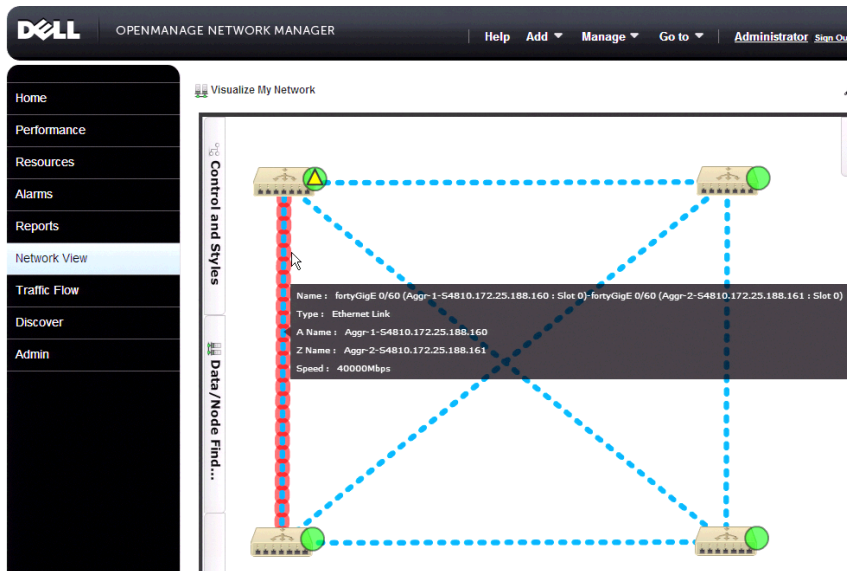 DELL
OPENMANAGE NETWORK MANAGER
Help Add Manage Go to Administrator Sign Ou
Home
Performance
Resources
Alarms
Reports
Network View
Traffic Flow
Discover
Admin
Visualize My Network
Control and Styles
Data/Node Find...
Name : fortyGigE 0/60 (Aggr-1-S4810.172.25.188.160 : Slot 0)-fortyGigE 0/60 (Aggr-2-S4810.172.25.188.161 : Slot 0)
Type : Ethernet Link
A Name : Aggr-1-S4810.172.25.188.160
Z Name : Aggr-2-S4810.172.25.188.161
Speed : 40000Mbps